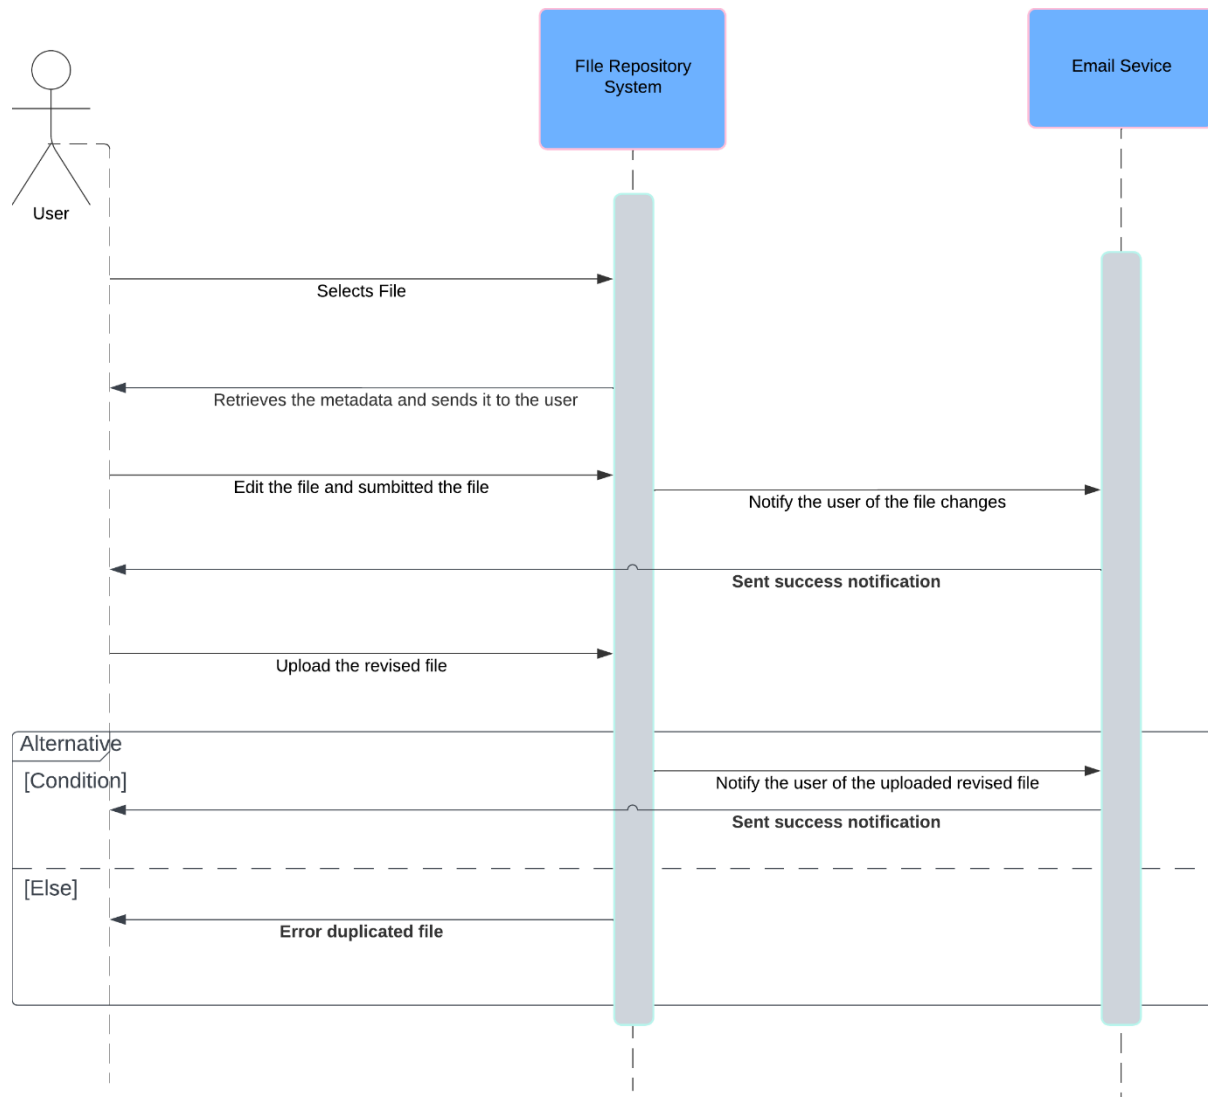 FIle Repository
System
Email Sevice
User
Selects File
Retrieves the metadata and sends it to the user
Edit the file and sumbitted the file
Notify the user of the file changes
Sent success notification
Upload the revised file
Alternative
[Condition]
Notify the user of the uploaded revised file
Sent success notification
[Else]
Error duplicated file